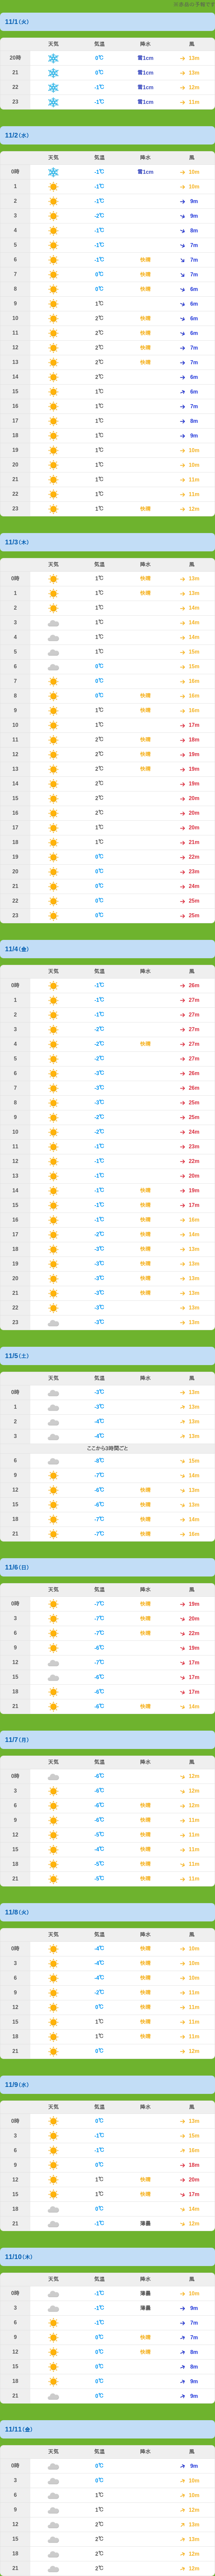 11/1(火)
天気 気温 降水 風
20時 0℃ 雪1cm 13m
21 0℃ 雪1cm 13m
22 -1℃ 雪1cm 12m
23 -1℃ 雪1cm 11m
11/2(水)
天気 気温 降水 風
0時 -1℃ 雪1cm 10m
1 -1℃ 10m
2 -1℃ 9m
3 -2℃ 9m
4 -1℃ 8m
5 -1℃ 7m
6 -1℃ 快晴 7m
7 0℃ 快晴 7m
8 0℃ 快晴 6m
9 1℃ 6m
10 2℃ 快晴 6m
11 2℃ 快晴 6m
12 2℃ 快晴 7m
13 2℃ 快晴 7m
14 2℃ 6m
15 1℃ 6m
16 1℃ 7m
17 1℃ 8m
18 1℃ 9m
19 1℃ 10m
20 1℃ 10m
21 1℃ 11m
22 1℃ 11m
23 1℃ 快晴 12m
11/3(木)
天気 気温 降水 風
0時 1℃ 快晴 13m
1 1℃ 快晴 13m
2 1℃ 14m
3 1℃ 14m
4 1℃ 14m
5 1℃ 15m
6 0℃ 15m
7 0℃ 16m
8 0℃ 快晴 16m
9 1℃ 快晴 16m
10 1℃ 17m
11 2℃ 快晴 18m
12 2℃ 快晴 19m
13 2℃ 快晴 19m
14 2℃ 19m
15 2℃ 20m
16 2℃ 20m
17 1℃ 20m
18 1℃ 21m
19 0℃ 22m
20 0℃ 23m
21 0℃ 24m
22 0℃ 25m
23 0℃ 25m
11/4(金)
天気 気温 降水 風
0時 -1℃ 26m
1 -1℃ 27m
2 -1℃ 27m
3 -2℃ 27m
4 -2℃ 快晴 27m
5 -2℃ 27m
6 -3℃ 26m
7 -3℃ 26m
8 -3℃ 25m
9 -2℃ 25m
10 -2℃ 24m
11 -1℃ 23m
12 -1℃ 22m
13 -1℃ 20m
14 -1℃ 快晴 19m
15 -1℃ 快晴 17m
16 -1℃ 快晴 16m
17 -2℃ 快晴 14m
18 -3℃ 快晴 13m
19 -3℃ 快晴 13m
20 -3℃ 快晴 13m
21 -3℃ 快晴 13m
22 -3℃ 13m
23 -3℃ 13m
11/5(土)
天気 気温 降水 風
0時 -3℃ 13m
1 -3℃ 13m
2 -4℃ 13m
3 -4℃ 13m
ここから3時間ごと
6 -8℃ 15m
9 -7℃ 14m
12 -6℃ 快晴 13m
15 -6℃ 快晴 13m
18 -7℃ 快晴 14m
21 -7℃ 快晴 16m
11/6(日)
天気 気温 降水 風
0時 -7℃ 快晴 19m
3 -7℃ 快晴 20m
6 -7℃ 快晴 22m
9 -6℃ 19m
12 -7℃ 17m
15 -6℃ 17m
18 -6℃ 17m
21 -6℃ 快晴 14m
11/7(月)
天気 気温 降水 風
0時 -6℃ 12m
3 -6℃ 12m
6 -6℃ 快晴 12m
9 -6℃ 快晴 11m
12 -5℃ 快晴 11m
15 -4℃ 快晴 11m
18 -5℃ 快晴 11m
21 -5℃ 快晴 11m
11/8(火)
天気 気温 降水 風
0時 -4℃ 快晴 10m
3 -4℃ 快晴 10m
6 -4℃ 快晴 10m
9 -2℃ 快晴 11m
12 0℃ 快晴 11m
15 1℃ 快晴 11m
18 1℃ 快晴 11m
21 0℃ 12m
11/9(水)
天気 気温 降水 風
0時 0℃ 13m
3 -1℃ 15m
6 -1℃ 16m
9 0℃ 18m
12 1℃ 快晴 20m
15 1℃ 快晴 17m
18 0℃ 14m
21 -1℃ 薄曇 12m
11/10(木)
天気 気温 降水 風
0時 -1℃ 薄曇 10m
3 -1℃ 薄曇 9m
6 -1℃ 7m
9 0℃ 快晴 7m
12 0℃ 快晴 8m
15 0℃ 8m
18 0℃ 9m
21 0℃ 9m
11/11(金)
天気 気温 降水 風
0時 0℃ 9m
3 0℃ 10m
6 1℃ 10m
9 1℃ 12m
12 2℃ 13m
15 2℃ 13m
18 2℃ 12m
21 2℃ 12m